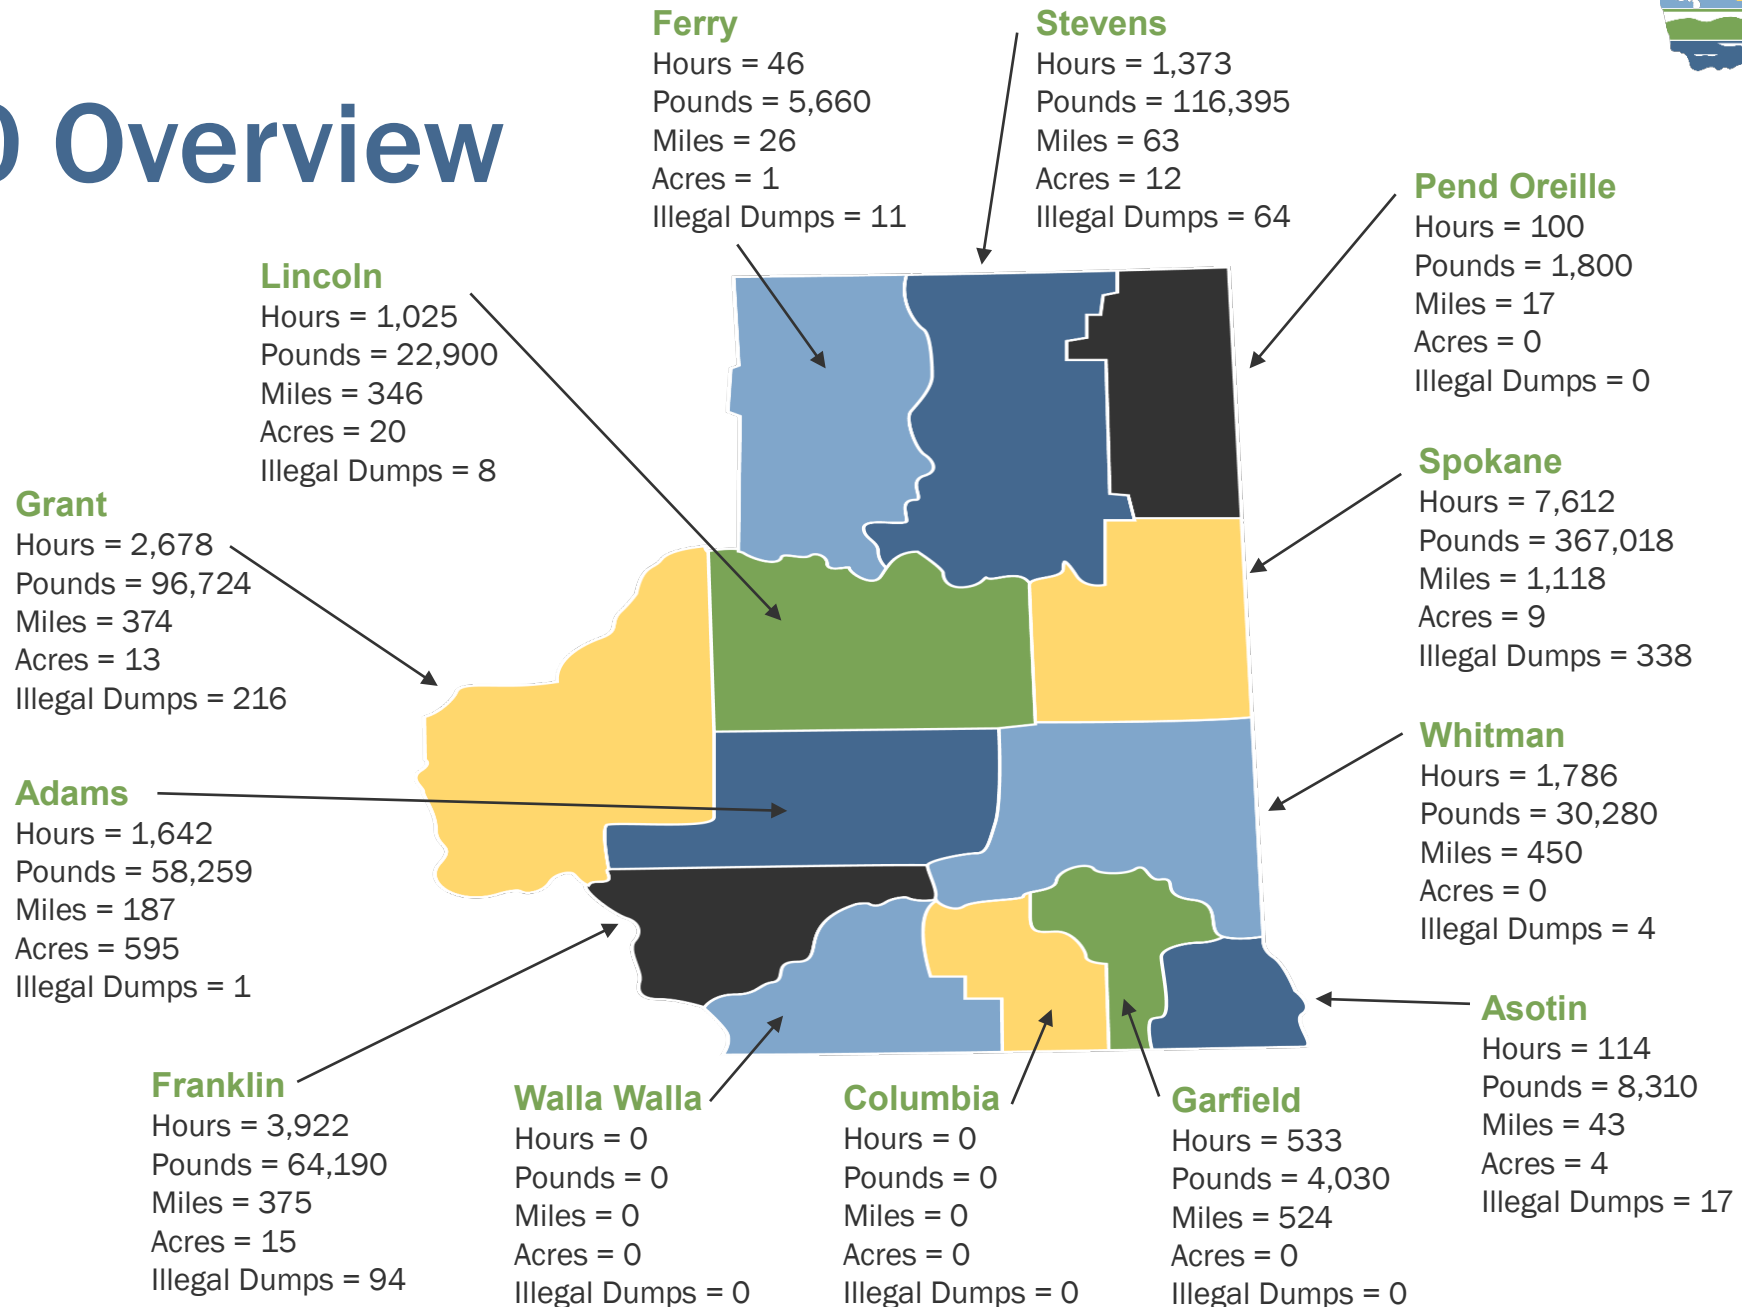 Overview
Ferry
Hours = 46
Pounds = 5,660
Miles = 26
Acres = 1
Illegal Dumps = 11
Stevens
Hours = 1,373
Pounds = 116,395
Miles = 63
Acres = 12
Illegal Dumps = 64
Pend Oreille
Hours = 100
Pounds = 1,800
Miles = 17
Acres = 0
Illegal Dumps = 0
Lincoln
Hours = 1,025
Pounds = 22,900
Miles = 346
Acres = 20
Illegal Dumps = 8
Spokane
Hours = 7,612
Pounds = 367,018
Miles = 1,118
Acres = 9
Illegal Dumps = 338
Grant
Hours = 2,678
Pounds = 96,724
Miles = 374
Acres = 13
Illegal Dumps = 216
Whitman
Hours = 1,786
Pounds = 30,280
Miles = 450
Acres = 0
Illegal Dumps = 4
Adams
Hours = 1,642
Pounds = 58,259
Miles = 187
Acres = 595
Illegal Dumps = 1
Asotin
Hours = 114
Pounds = 8,310
Miles = 43
Acres = 4
Illegal Dumps = 17
Franklin
Hours = 3,922
Pounds = 64,190
Miles = 375
Acres = 15
Illegal Dumps = 94
Walla Walla
Hours = 0
Pounds = 0
Miles = 0
Acres = 0
Illegal Dumps = 0
Columbia
Hours = 0
Pounds = 0
Miles = 0
Acres = 0
Illegal Dumps = 0
Garfield
Hours = 533
Pounds = 4,030
Miles = 524
Acres = 0
Illegal Dumps = 0